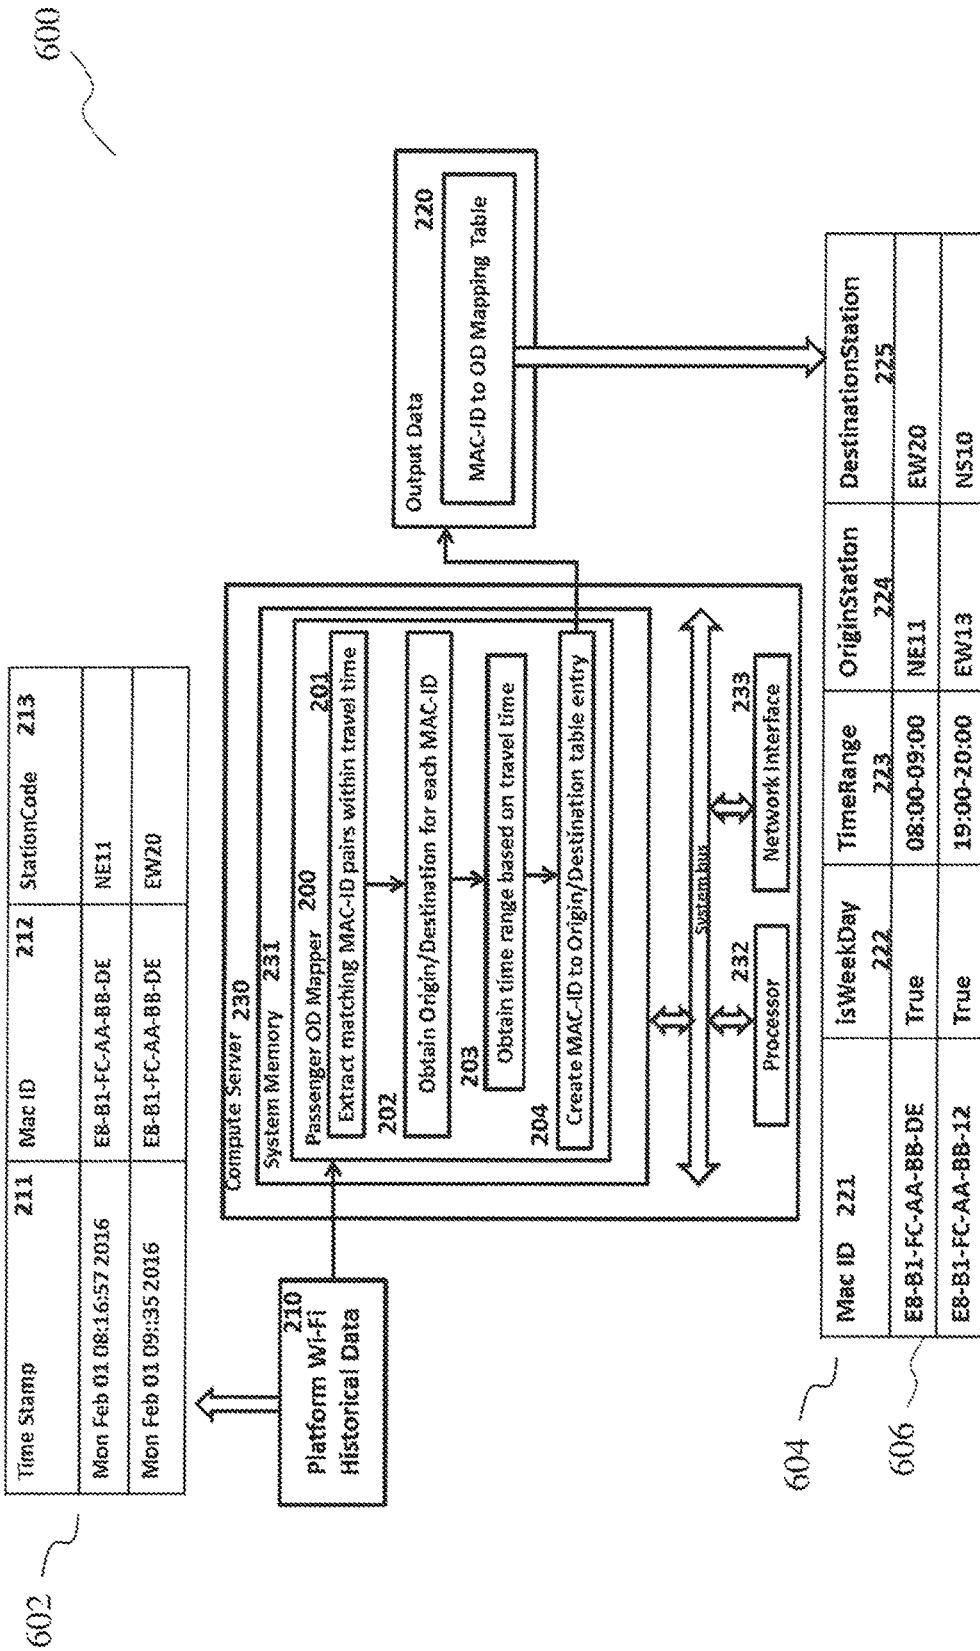 600
602
Time Stamp 211 Mac ID 212 StationCode 213
Mon Feb 01 08:16:57 2016 E8-B1-FC-AA-BB-DE NE11
Mon Feb 01 09::35 2016 E8-B1-FC-AA-BB-DE EW20
210
Platform Wi-Fi
Historical Data
Compute Server 230
System Memory 231
Passenger OD Mapper 200
201
Extract matching MAC-ID pairs within travel time
202
Obtain Origin/Destination for each MAC-ID
203
Obtain time range based on travel time
204
Create MAC-ID to Origin/Destination table entry
System bus
232
Processor
233
Network Interface
Output Data
220
MAC-ID to OD Mapping Table
604
606
Mac ID 221 isWeekDay 222 TimeRange 223 OriginStation 224 DestinationStation 225
E8-B1-FC-AA-BB-DE True 08:00-09:00 NE11 EW20
E8-B1-FC-AA-BB-12 True 19:00-20:00 EW13 NS10